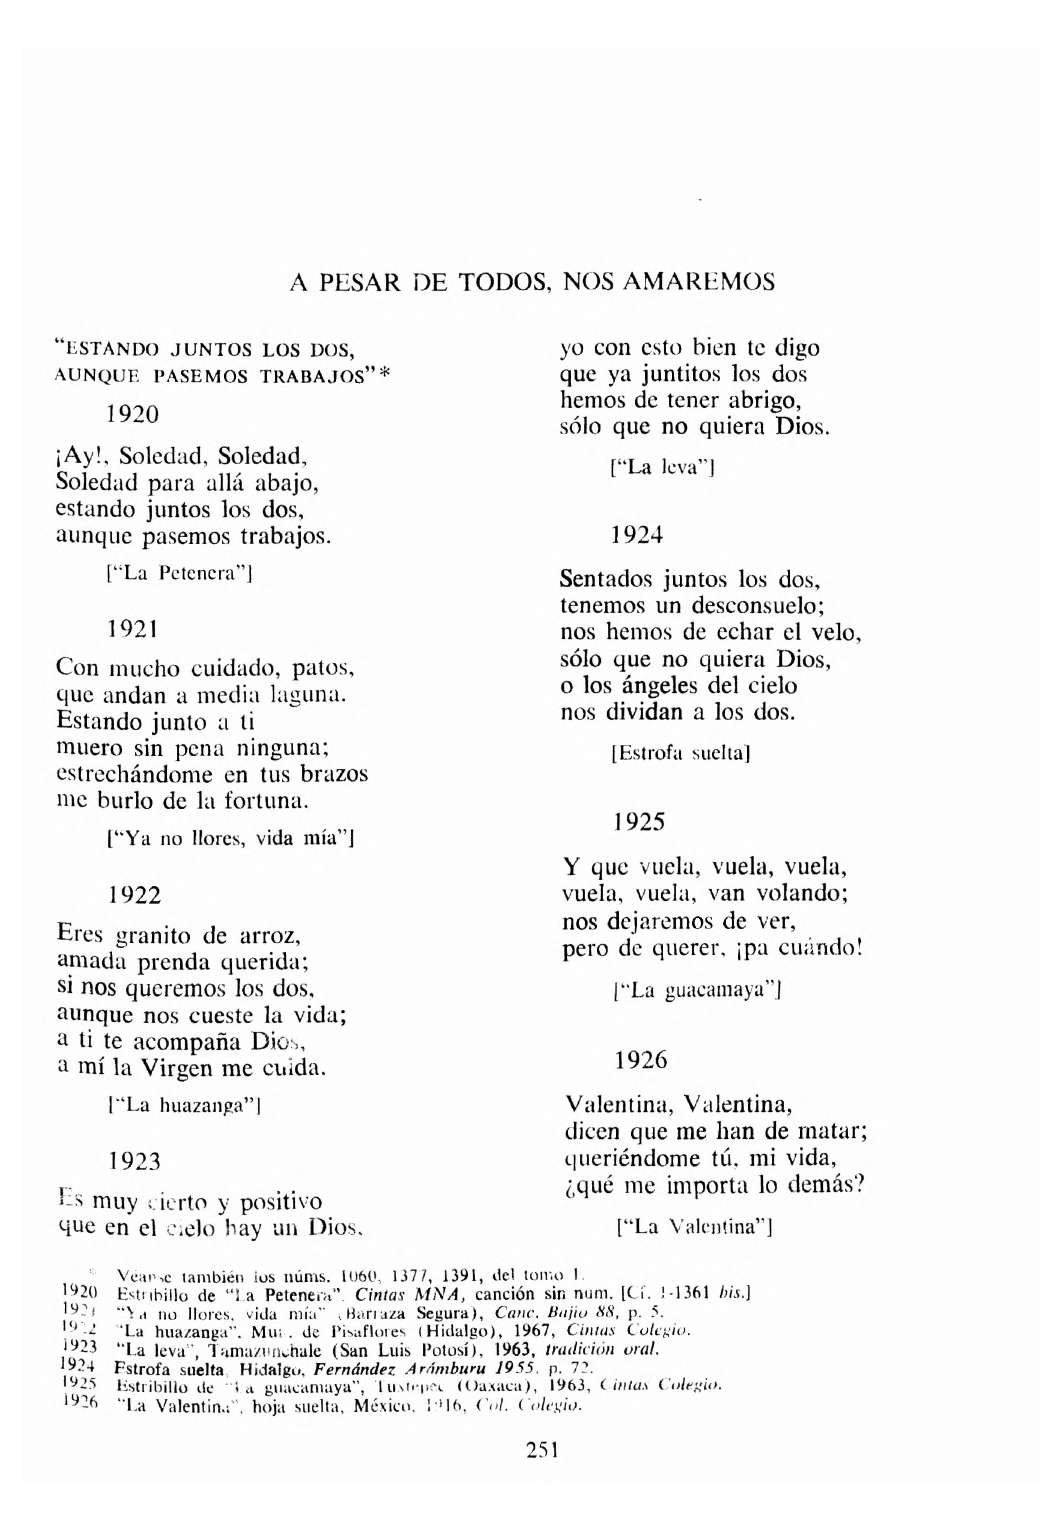 A PESAR DE TODOS, NOS AMAREMOS
“ESTANDO JUNTOS LOS DOS,
AUNQUE PASEMOS TRABAJOS”*
1920
¡Ay!, Soledad, Soledad,
Soledad para allá abajo,
estando juntos los dos,
aunque pasemos trabajos.
[“La Petenera”]
1921
Con mucho cuidado, patos,
que andan a media laguna.
Estando junto a ti
muero sin pena ninguna;
estrechándome en tus brazos
me burlo de la fortuna.
[“Ya no llores, vida mía”]
1922
Eres granito de arroz,
amada prenda querida;
si nos queremos los dos,
aunque nos cueste la vida;
a ti te acompaña Dios,
a mí la Virgen me cuida.
[“La huazanga”]
1923
Es muy cierto y positivo
que en el cielo hay un Dios.
yo con esto bien te digo
que ya juntitos los dos
hemos de tener abrigo,
sólo que no quiera Dios.
[“La leva”]
1924
Sentados juntos los dos,
tenemos un desconsuelo;
nos hemos de echar el velo,
sólo que no quiera Dios,
o los ángeles del cielo
nos dividan a los dos.
[Estrofa suelta]
1925
Y que vuela, vuela, vuela,
vuela, vuela, van volando;
nos dejaremos de ver,
pero de querer, ¡pa cuándo!
[“La guacamaya”]
1926
Valentina, Valentina,
dicen que me han de matar;
queriéndome tú, mi vida,
¿qué me importa lo demás?
[“La Valentina”]
* Véanse también los núms. 1060, 1377, 1391, del tomo 1.
1920 Estribillo de “La Petenera”. Cintas MNA, canción sin num. [Cf. 1-1361 bis.]
1921 “Ya no llores, vida mía” (Barraza Segura), Canc. Bajío 88, p. 5.
1922 “La huazanga”. de Pisaflores (Hidalgo), 1967, Cintas Colegio.
1923 “La leva”, Tamazunchale (San Luis Potosí), 1963, tradición oral.
1924 Estrofa suelta, Hidalgo, Fernández Arámburu 1955, p. 72.
1925 Estribillo de “La guacamaya”, Tuxtepec (Oaxaca), 1963, Cintas Colegio.
1926 “La Valentina”, hoja suelta, México, 1916, Col. Colegio.
251